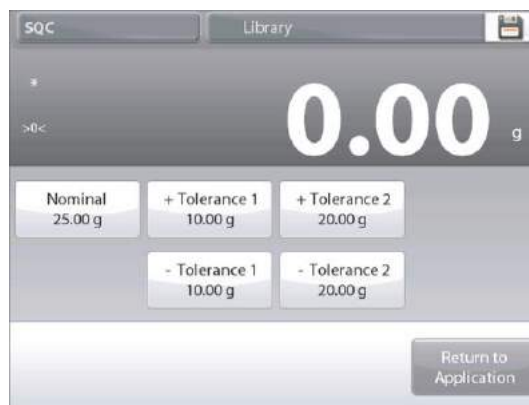 SQC
Library
*
>0<
0.00 g
Nominal
25.00 g
+ Tolerance 1
10.00 g
+ Tolerance 2
20.00 g
- Tolerance 1
10.00 g
- Tolerance 2
20.00 g
Return to
Application